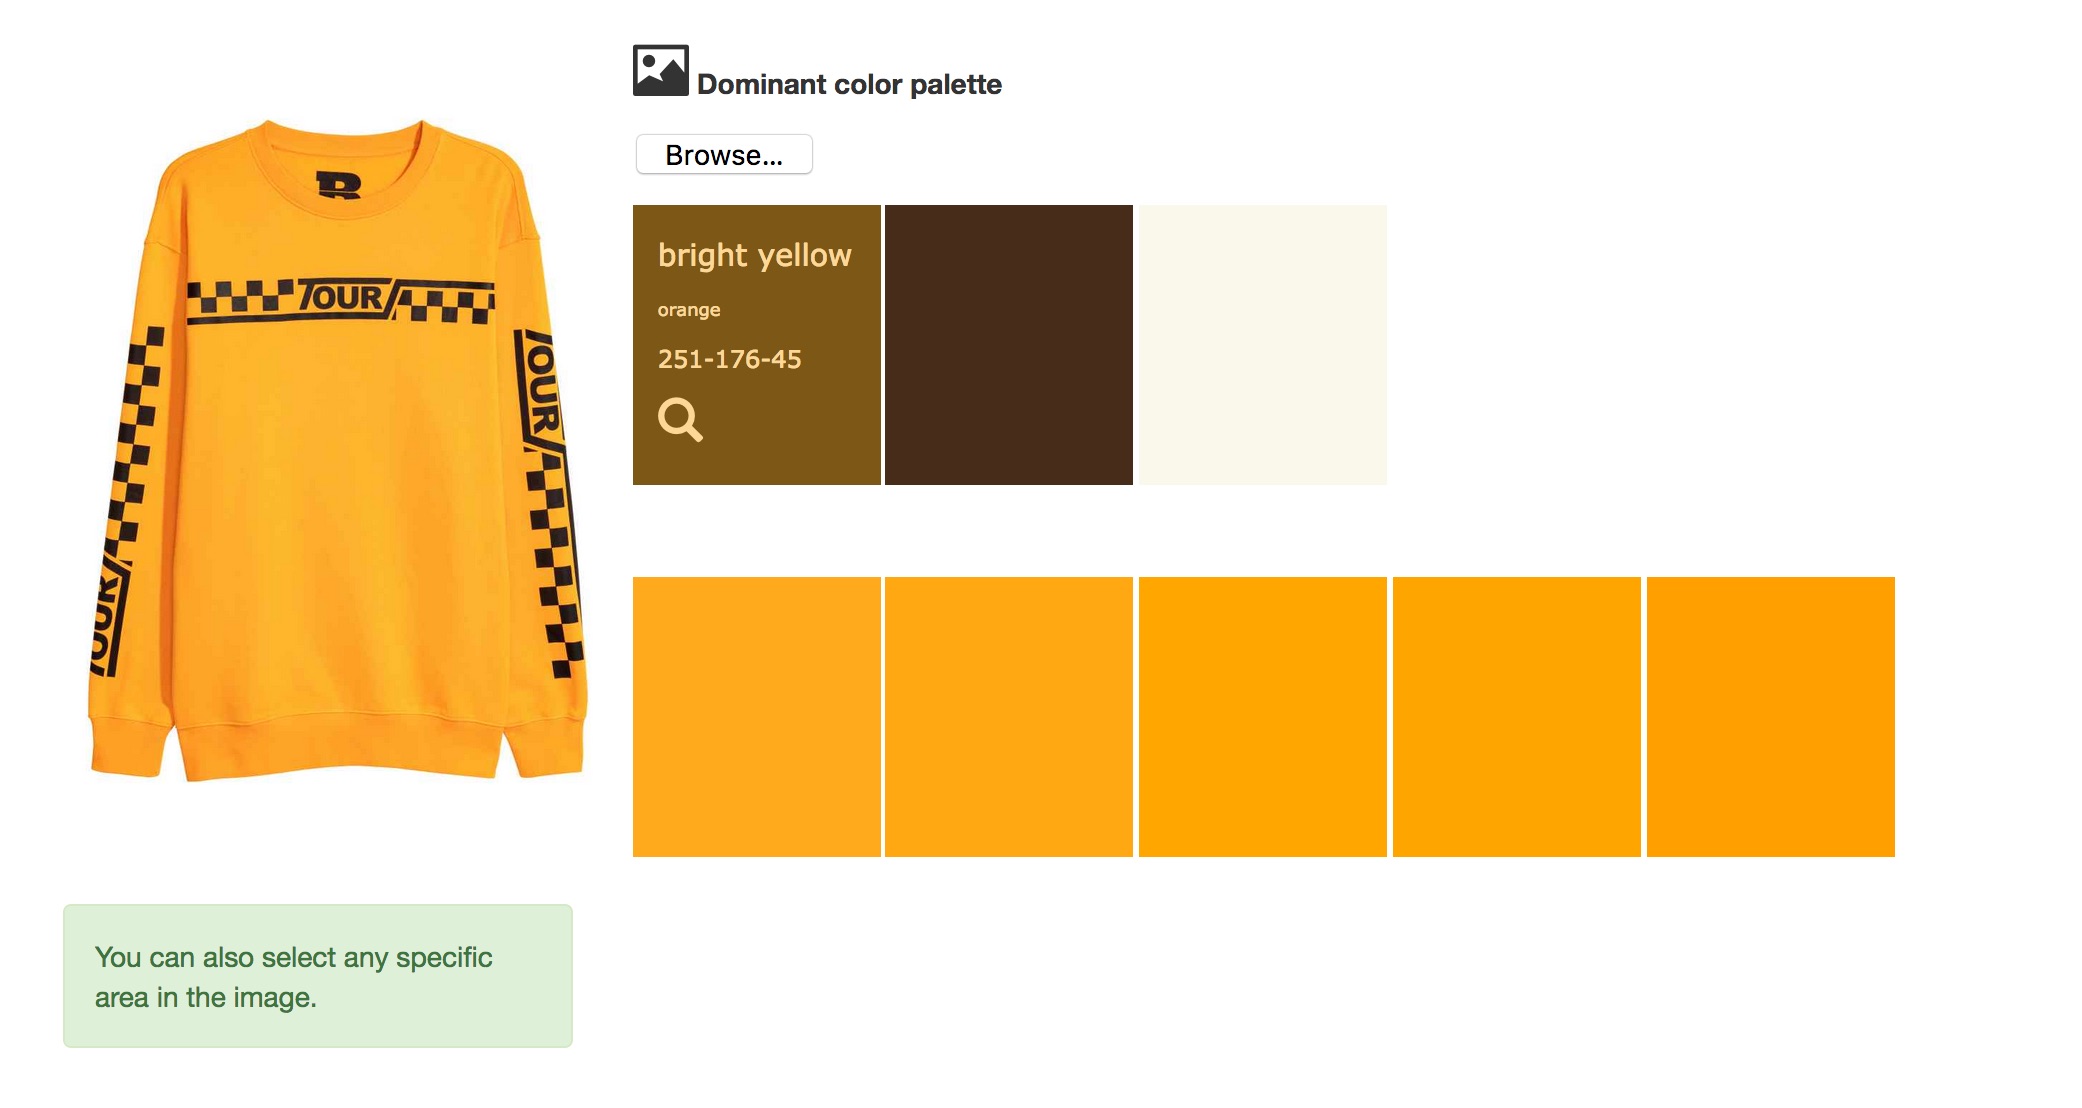 Dominant color palette
Browse...
B
TOUR
TOUR
TOUR
bright yellow
orange
251-176-45
You can also select any specific
area in the image.